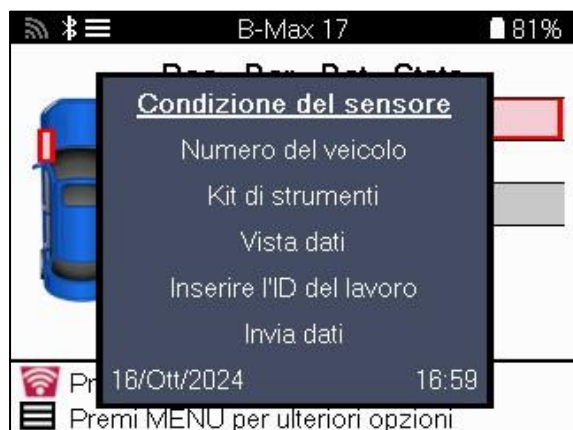 B-Max 17 81%
Condizione del sensore
Numero del veicolo
Kit di strumenti
Vista dati
Inserire l'ID del lavoro
Invia dati
16/Ott/2024 16:59
Pr
Premi MENU per ulteriori opzioni